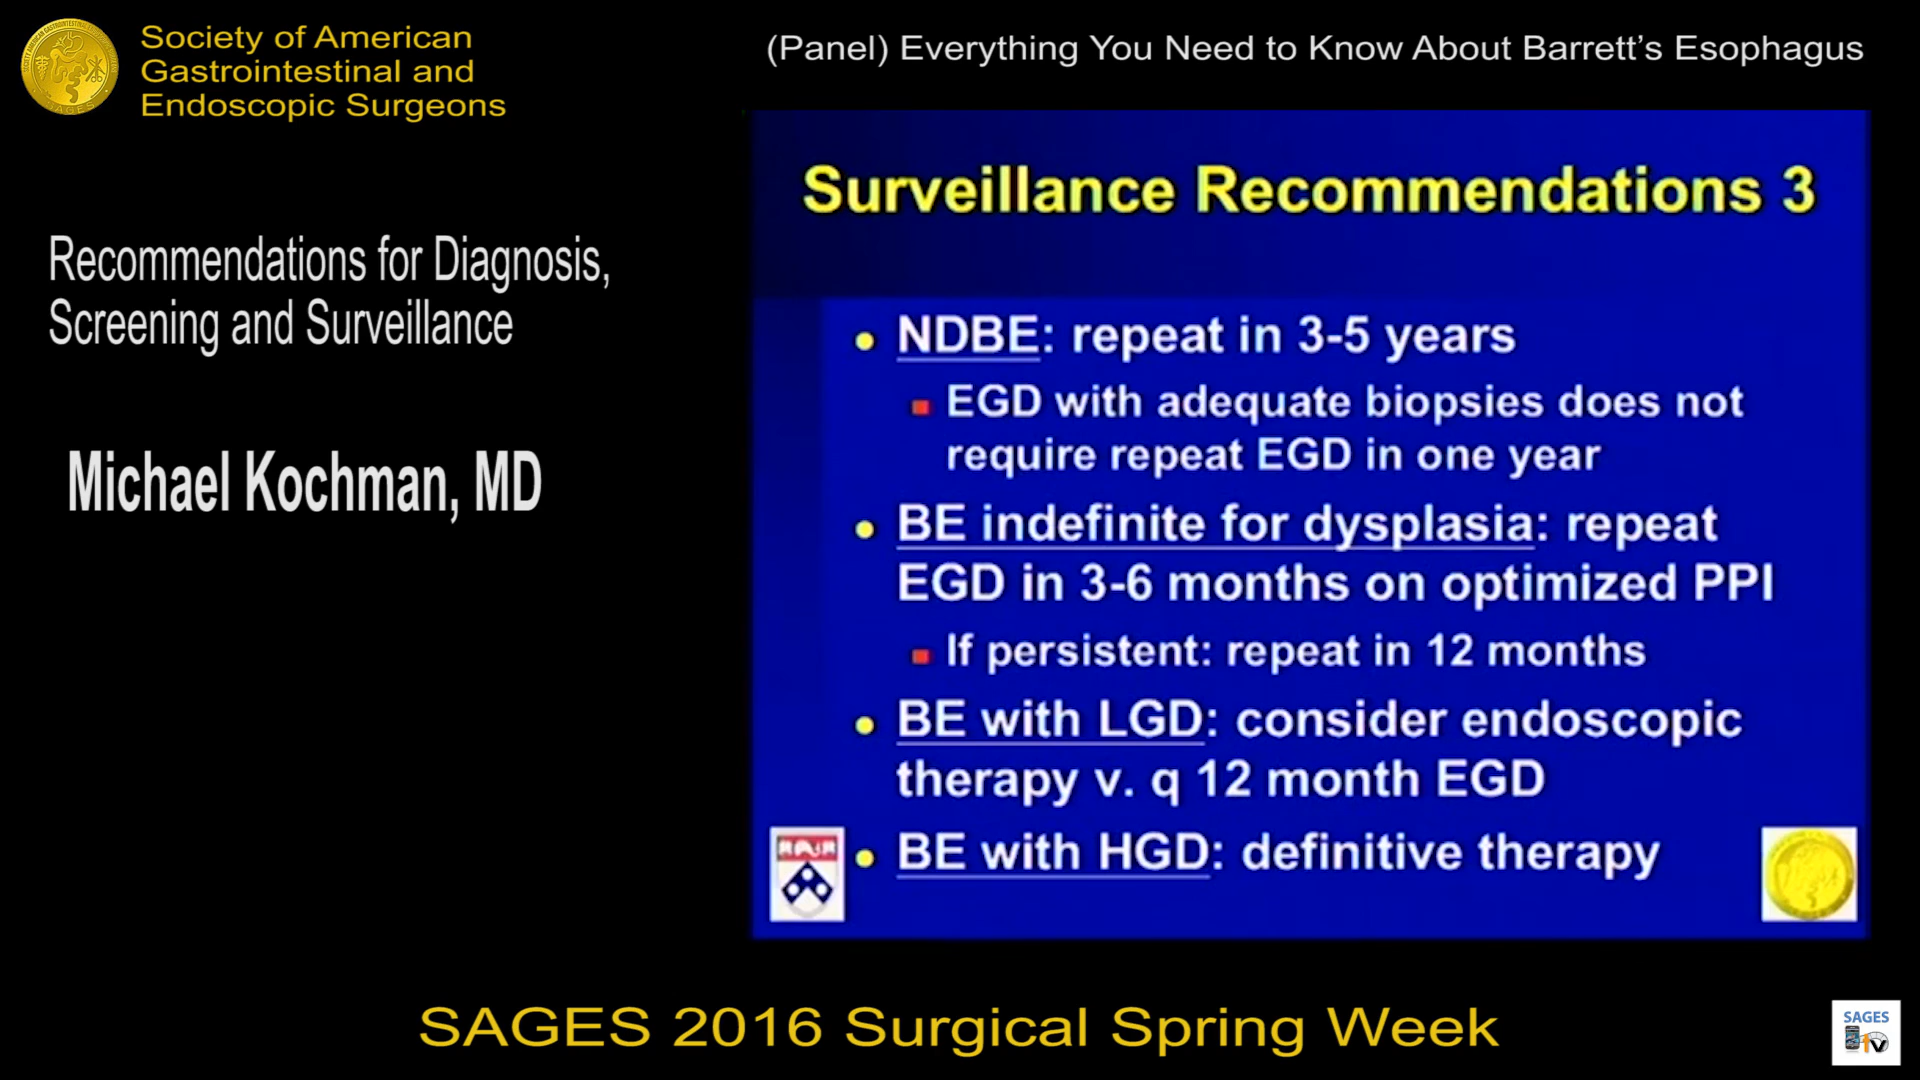 Society of American
Gastrointestinal and
Endoscopic Surgeons
(Panel) Everything You Need to Know About Barrett's Esophagus
Recommendations for Diagnosis,
Screening and Surveillance
Michael Kochman, MD
Surveillance Recommendations 3
• NDBE: repeat in 3-5 years
▪ EGD with adequate biopsies does not
require repeat EGD in one year
• BE indefinite for dysplasia: repeat
EGD in 3-6 months on optimized PPI
▪ If persistent: repeat in 12 months
• BE with LGD: consider endoscopic
therapy v. q 12 month EGD
• BE with HGD: definitive therapy
SAGES 2016 Surgical Spring Week
SAGES
TV